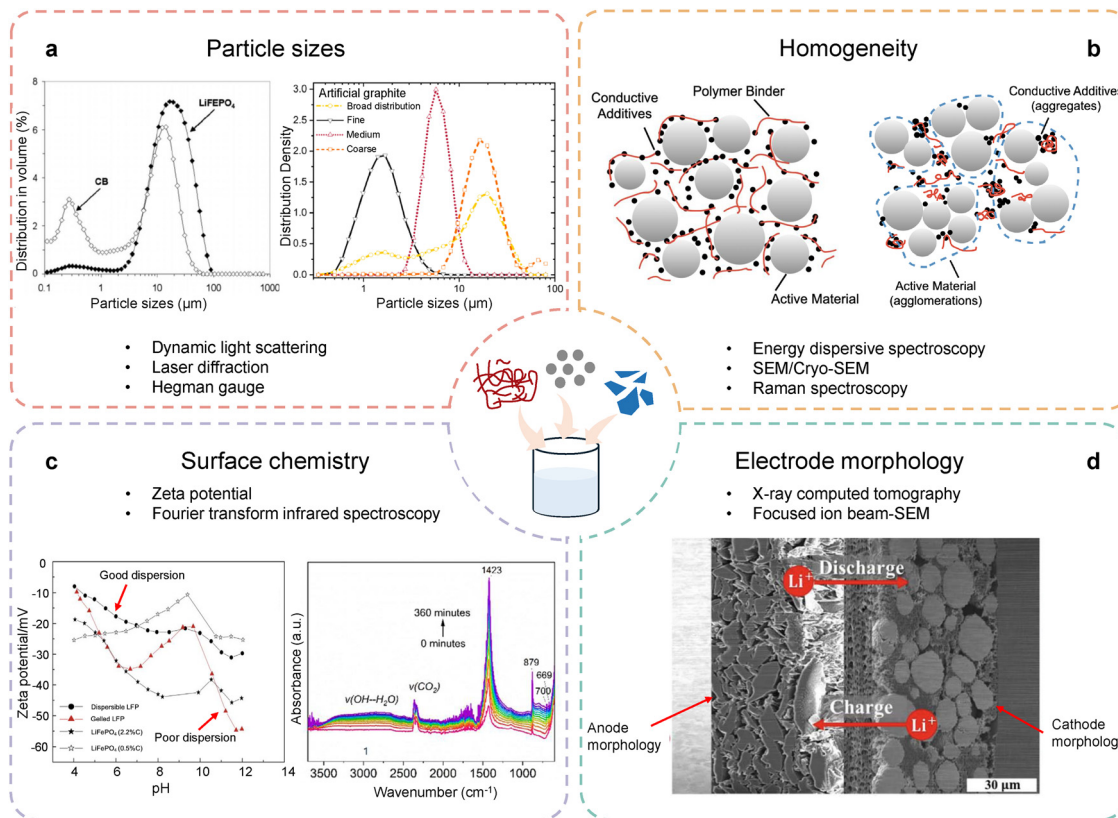 a
Particle sizes
8
7
6
4
2
0
Distribution in volume (%)
LiFEPO₄
CB
0.1
1
10
100
1000
Particle sizes (µm)
3.0
2.5
2.0
1.5
1.0
0.5
0.0
Distribution Density
Artificial graphite
Broad distribution
Fine
Medium
Coarse
1
10
100
Particle sizes (µm)
• Dynamic light scattering
• Laser diffraction
• Hegman gauge
Homogeneity
b
Conductive
Additives
Polymer Binder
Active Material
Conductive Additives
(aggregates)
Active Material
(agglomerations)
• Energy dispersive spectroscopy
• SEM/Cryo-SEM
• Raman spectroscopy
c
Surface chemistry
• Zeta potential
• Fourier transform infrared spectroscopy
0
-10
-20
-30
-40
-50
-60
Zeta potential/mV
Good dispersion
Poor dispersion
Dispersible LFP
Gelled LFP
LiFePO₄ (2.2%C)
LiFePO₄ (0.5%C)
4
6
8
10
12
14
pH
Absorbance (a.u.)
1423
360 minutes
0 minutes
ν(OH–H₂O)
ν(CO₂)
879
669
700
1
3500
3000
2500
2000
1500
1000
Wavenumber (cm⁻¹)
Electrode morphology
d
• X-ray computed tomography
• Focused ion beam-SEM
Discharge
Li⁺
Charge
Li⁺
Anode
morphology
Cathode
morphology
30 µm